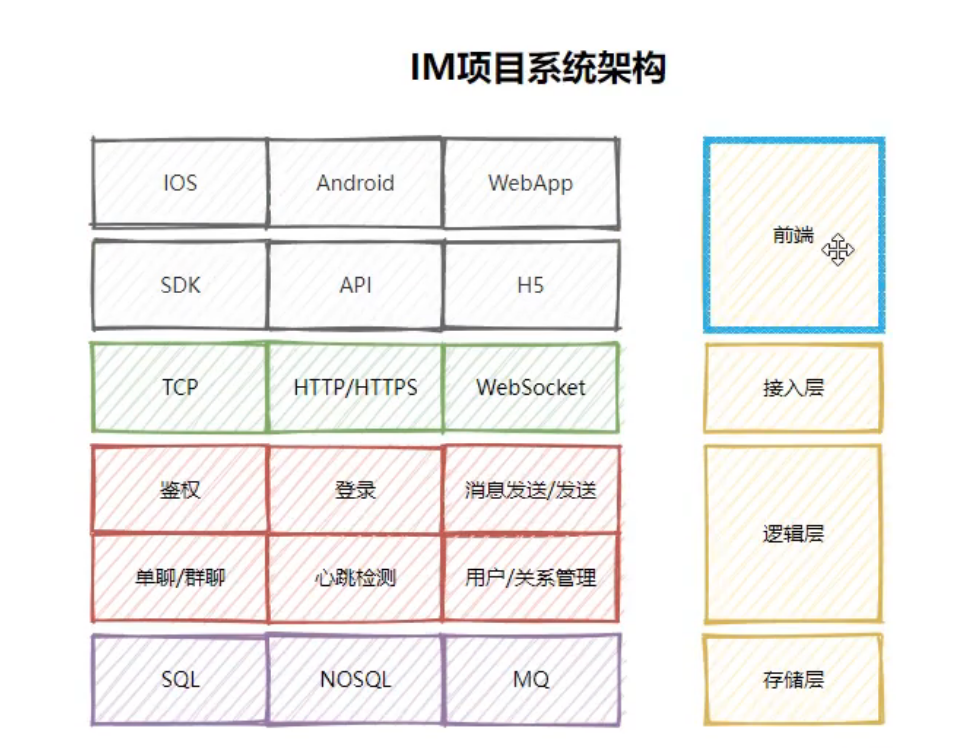 IM项目系统架构
IOS Android WebApp
前端
SDK API H5
TCP HTTP/HTTPS WebSocket 接入层
鉴权 登录 消息发送/发送
逻辑层
单聊/群聊 心跳检测 用户/关系管理
SQL NOSQL MQ 存储层